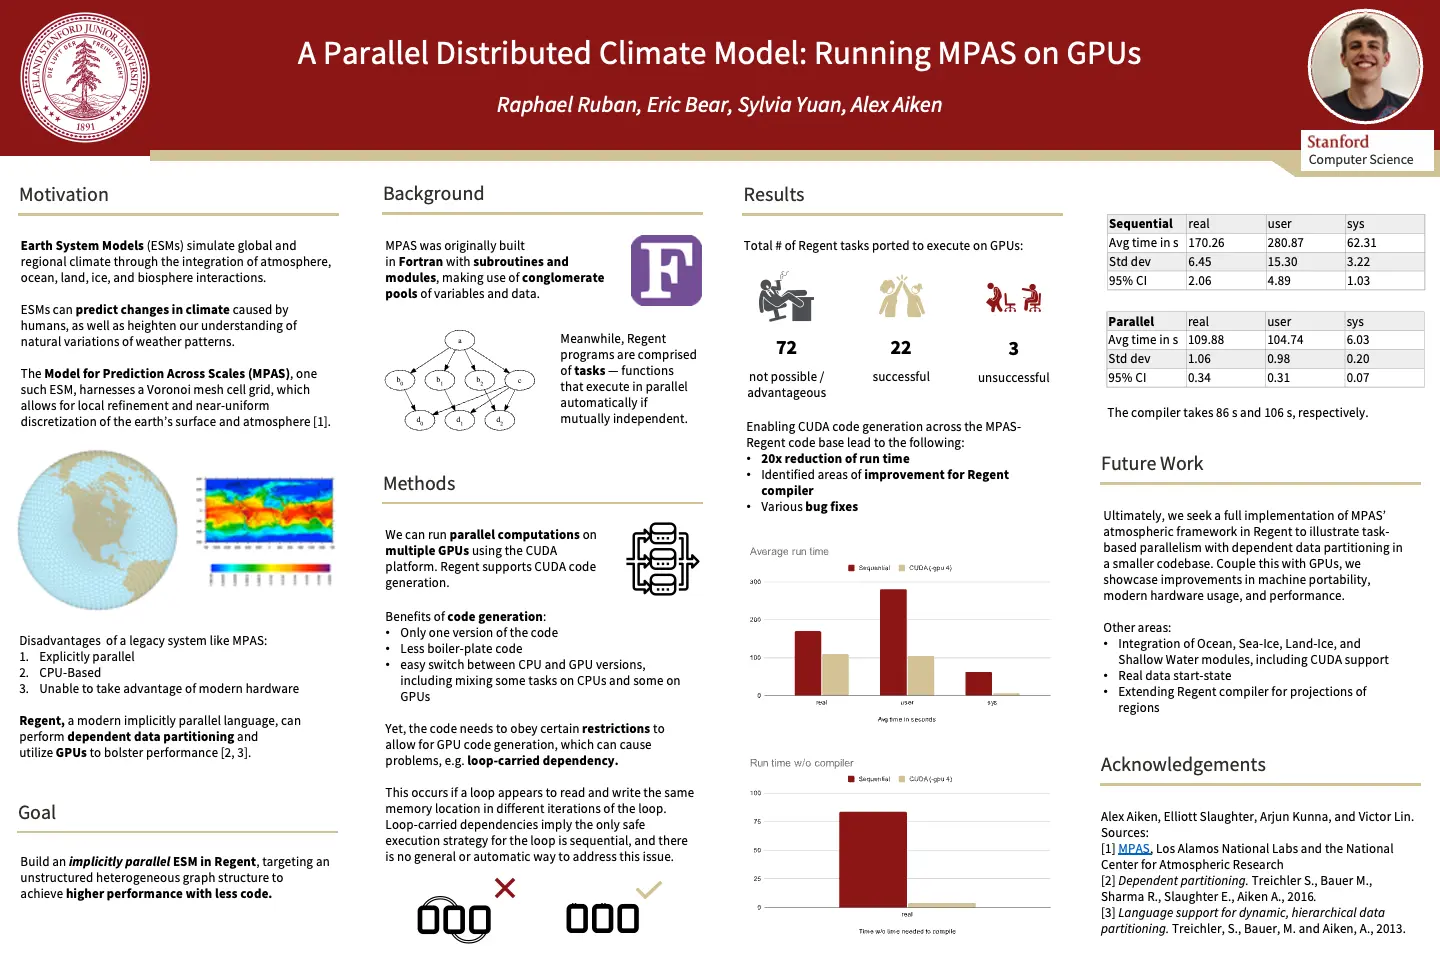 A Parallel Distributed Climate Model: Running MPAS on GPUs
Raphael Ruban, Eric Bear, Sylvia Yuan, Alex Aiken
LELAND STANFORD JUNIOR UNIVERSITY
DIE LUFT DER FREIHEIT WEHT
1891
Stanford
Computer Science
Motivation
Earth System Models (ESMs) simulate global and
regional climate through the integration of atmosphere,
ocean, land, ice, and biosphere interactions.
ESMs can predict changes in climate caused by
humans, as well as heighten our understanding of
natural variations of weather patterns.
The Model for Prediction Across Scales (MPAS), one
such ESM, harnesses a Voronoi mesh cell grid, which
allows for local refinement and near-uniform
discretization of the earth's surface and atmosphere [1].
Disadvantages of a legacy system like MPAS:
1. Explicitly parallel
2. CPU-Based
3. Unable to take advantage of modern hardware
Regent, a modern implicitly parallel language, can
perform dependent data partitioning and
utilize GPUs to bolster performance [2, 3].
Goal
Build an implicitly parallel ESM in Regent, targeting an
unstructured heterogeneous graph structure to
achieve higher performance with less code.
Background
MPAS was originally built
in Fortran with subroutines and
modules, making use of conglomerate
pools of variables and data.
F
a
b0 b1 b2 c
d0 d1 d2
Meanwhile, Regent
programs are comprised
of tasks — functions
that execute in parallel
automatically if
mutually independent.
Methods
We can run parallel computations on
multiple GPUs using the CUDA
platform. Regent supports CUDA code
generation.
Benefits of code generation:
• Only one version of the code
• Less boiler-plate code
• easy switch between CPU and GPU versions,
including mixing some tasks on CPUs and some on
GPUs
Yet, the code needs to obey certain restrictions to
allow for GPU code generation, which can cause
problems, e.g. loop-carried dependency.
This occurs if a loop appears to read and write the same
memory location in different iterations of the loop.
Loop-carried dependencies imply the only safe
execution strategy for the loop is sequential, and there
is no general or automatic way to address this issue.
Results
Total # of Regent tasks ported to execute on GPUs:
72 22 3
not possible / successful unsuccessful
advantageous
Enabling CUDA code generation across the MPAS-
Regent code base lead to the following:
• 20x reduction of run time
• Identified areas of improvement for Regent
compiler
• Various bug fixes
Average run time
Sequential CUDA (-gpu 4)
300
200
100
0
real user sys
Avg time in seconds
Run time w/o compiler
Sequential CUDA (-gpu 4)
100
75
50
25
0
real
Time w/o time needed to compile
Sequential real user sys
Avg time in s 170.26 280.87 62.31
Std dev 6.45 15.30 3.22
95% CI 2.06 4.89 1.03
Parallel real user sys
Avg time in s 109.88 104.74 6.03
Std dev 1.06 0.98 0.20
95% CI 0.34 0.31 0.07
The compiler takes 86 s and 106 s, respectively.
Future Work
Ultimately, we seek a full implementation of MPAS'
atmospheric framework in Regent to illustrate task-
based parallelism with dependent data partitioning in
a smaller codebase. Couple this with GPUs, we
showcase improvements in machine portability,
modern hardware usage, and performance.
Other areas:
• Integration of Ocean, Sea-Ice, Land-Ice, and
Shallow Water modules, including CUDA support
• Real data start-state
• Extending Regent compiler for projections of
regions
Acknowledgements
Alex Aiken, Elliott Slaughter, Arjun Kunna, and Victor Lin.
Sources:
[1] MPAS, Los Alamos National Labs and the National
Center for Atmospheric Research
[2] Dependent partitioning. Treichler S., Bauer M.,
Sharma R., Slaughter E., Aiken A., 2016.
[3] Language support for dynamic, hierarchical data
partitioning. Treichler, S., Bauer, M. and Aiken, A., 2013.